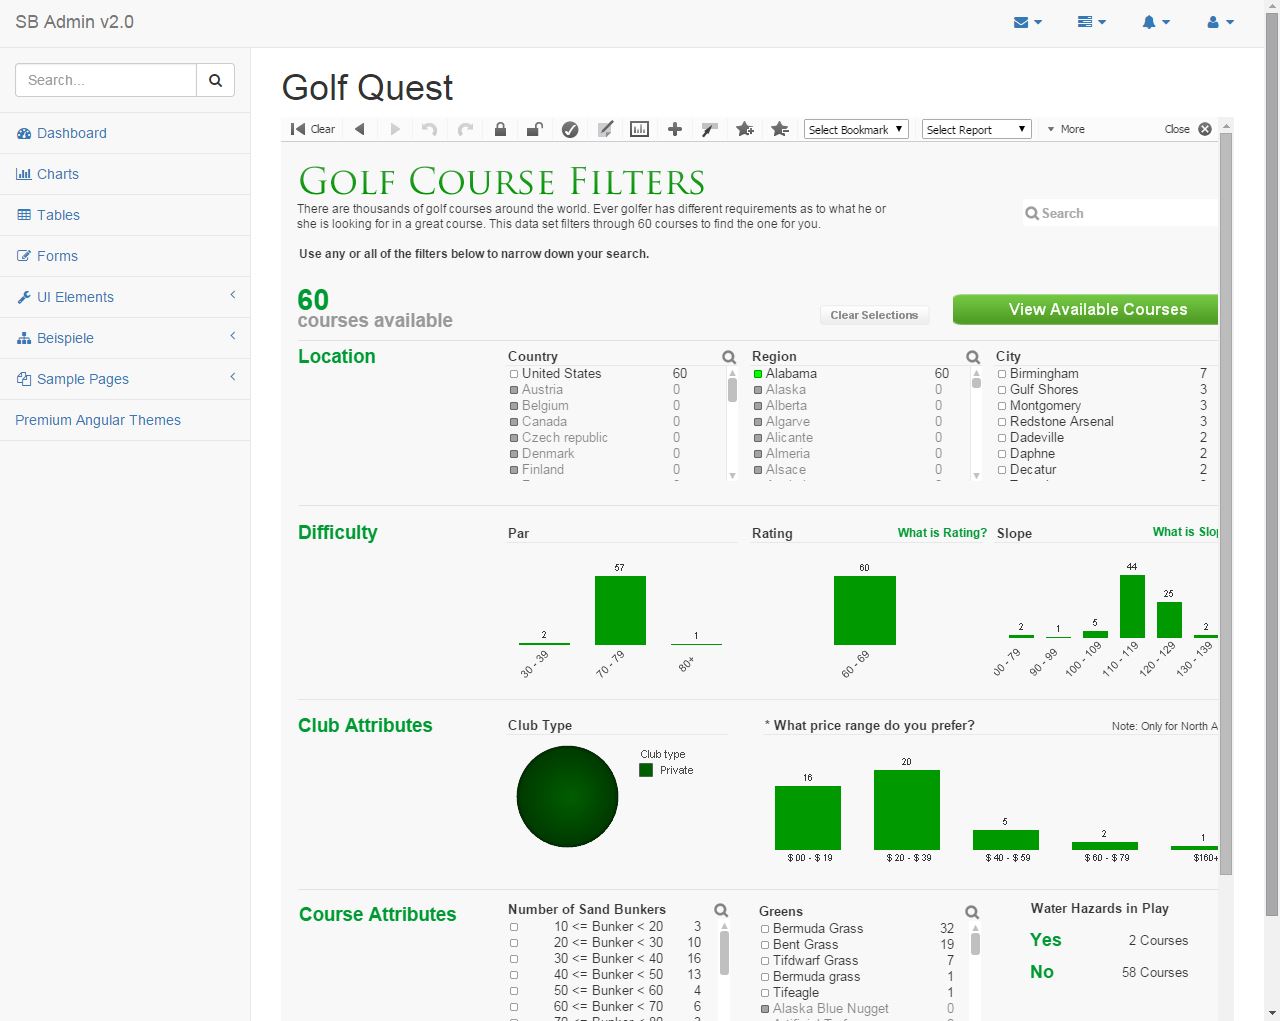 SB Admin v2.0
Search...
Dashboard
Charts
Tables
Forms
UI Elements
Beispiele
Sample Pages
Premium Angular Themes
Golf Quest
Clear
Select Bookmark
Select Report
More
Close
Golf Course Filters
There are thousands of golf courses around the world. Ever golfer has different requirements as to what he or
she is looking for in a great course. This data set filters through 60 courses to find the one for you.
Search
Use any or all of the filters below to narrow down your search.
60
courses available
Clear Selections
View Available Courses
Location
Country
United States 60
Austria 0
Belgium 0
Canada 0
Czech republic 0
Denmark 0
Finland 0
Region
Alabama 60
Alaska 0
Alberta 0
Algarve 0
Alicante 0
Almeria 0
Alsace 0
City
Birmingham 7
Gulf Shores 3
Montgomery 3
Redstone Arsenal 3
Dadeville 2
Daphne 2
Decatur 2
Difficulty
Par
2
57
1
30 - 39
70 - 79
80+
Rating
What is Rating?
60
60 - 69
Slope
What is Slop
2
1
5
44
25
2
00 - 79
90 - 99
100 - 109
110 - 119
120 - 129
130 - 139
Club Attributes
Club Type
Club type
Private
* What price range do you prefer?
Note: Only for North A
16
20
5
2
1
$ 00 - $ 19
$ 20 - $ 39
$ 40 - $ 59
$ 60 - $ 79
$160+
Course Attributes
Number of Sand Bunkers
10 <= Bunker < 20 3
20 <= Bunker < 30 10
30 <= Bunker < 40 16
40 <= Bunker < 50 13
50 <= Bunker < 60 4
60 <= Bunker < 70 6
Greens
Bermuda Grass 32
Bent Grass 19
Tifdwarf Grass 7
Bermuda grass 1
Tifeagle 1
Alaska Blue Nugget 0
Water Hazards in Play
Yes 2 Courses
No 58 Courses